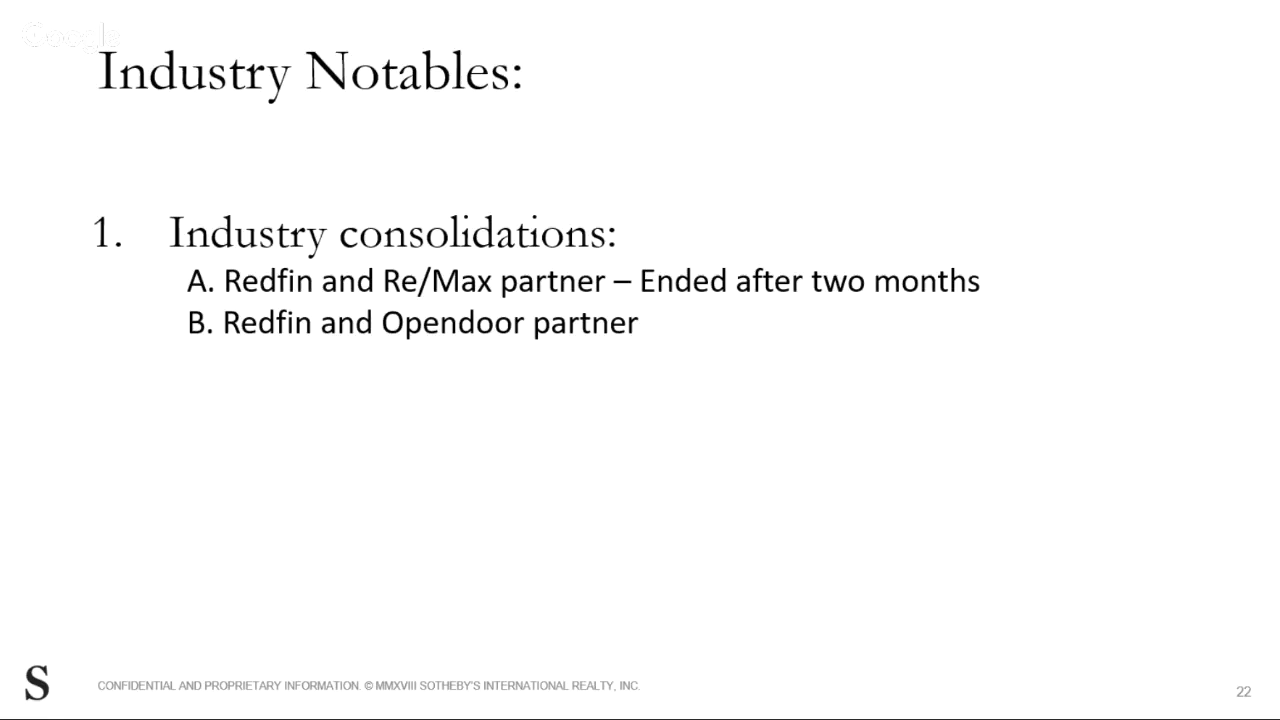 Google
Industry Notables:
1. Industry consolidations:
A. Redfin and Re/Max partner – Ended after two months
B. Redfin and Opendoor partner
S
CONFIDENTIAL AND PROPRIETARY INFORMATION. © MMXVIII SOTHEBY'S INTERNATIONAL REALTY, INC.
22